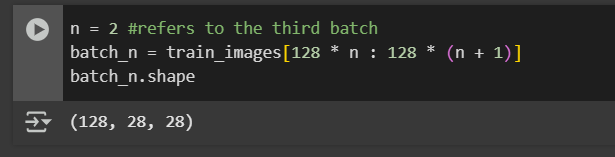 n = 2 #refers to the third batch
batch_n = train_images[128 * n : 128 * (n + 1)]
batch_n.shape
(128, 28, 28)